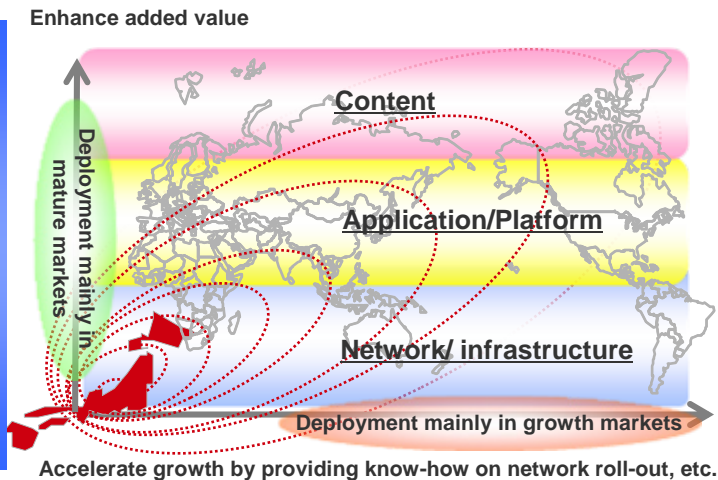 Enhance added value
Content
Deployment mainly in
mature markets
Application/Platform
Network/ infrastructure
Deployment mainly in growth markets
Accelerate growth by providing know-how on network roll-out, etc.